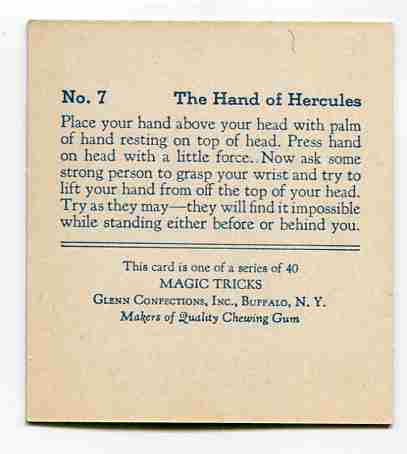 No. 7 The Hand of Hercules
Place your hand above your head with palm
of hand resting on top of head. Press hand
on head with a little force. Now ask some
strong person to grasp your wrist and try to
lift your hand from off the top of your head.
Try as they may—they will find it impossible
while standing either before or behind you.
This card is one of a series of 40
MAGIC TRICKS
GLENN CONFECTIONS, INC., BUFFALO, N. Y.
Makers of Quality Chewing Gum